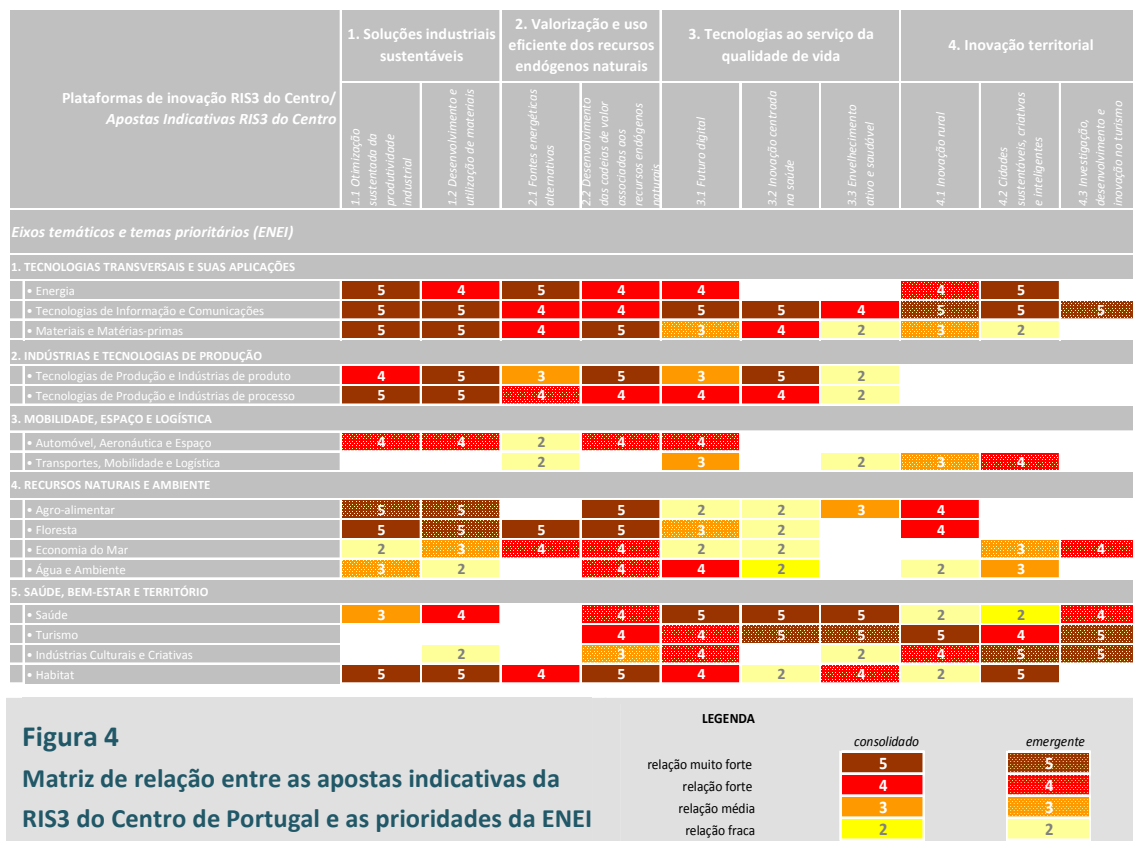 1. Soluções industriais
sustentáveis
2. Valorização e uso
eficiente dos recursos
endógenos naturais
3. Tecnologias ao serviço da
qualidade de vida
4. Inovação territorial
Plataformas de inovação RIS3 do Centro/
Apostas Indicativas RIS3 do Centro
1.1 Otimização
sustentada da
produtividade
industrial
1.2 Desenvolvimento e
utilização de materiais
2.1 Fontes energéticas
alternativas
2.2 Desenvolvimento
das cadeias de valor
associadas aos
recursos endógenos
naturais
3.1 Futuro digital
3.2 Inovação centrada
na saúde
3.3 Envelhecimento
ativo e saudável
4.1 Inovação rural
4.2 Cidades
sustentáveis, criativas
e inteligentes
4.3 Investigação,
desenvolvimento e
inovação no turismo
Eixos temáticos e temas prioritários (ENEI)
1. TECNOLOGIAS TRANSVERSAIS E SUAS APLICAÇÕES
• Energia 5 4 5 4 4 4 5
• Tecnologias de Informação e Comunicações 5 5 4 4 5 5 4 5 5 5
• Materiais e Matérias-primas 5 5 4 5 3 4 2 3 2
2. INDÚSTRIAS E TECNOLOGIAS DE PRODUÇÃO
• Tecnologias de Produção e Indústrias de produto 4 5 3 5 3 5 2
• Tecnologias de Produção e Indústrias de processo 5 5 4 4 4 4 2
3. MOBILIDADE, ESPAÇO E LOGÍSTICA
• Automóvel, Aeronáutica e Espaço 4 4 2 4 4
• Transportes, Mobilidade e Logística 2 3 2 3 4
4. RECURSOS NATURAIS E AMBIENTE
• Agro-alimentar 5 5 5 2 2 3 4
• Floresta 5 5 5 5 3 2 4
• Economia do Mar 2 3 4 4 2 2 3 4
• Água e Ambiente 3 2 4 4 2 2 3
5. SAÚDE, BEM-ESTAR E TERRITÓRIO
• Saúde 3 4 4 5 5 5 2 2 4
• Turismo 4 4 5 5 5 4 5
• Indústrias Culturais e Criativas 2 3 4 2 4 5 5
• Habitat 5 5 4 5 4 2 4 2 5
Figura 4
Matriz de relação entre as apostas indicativas da
RIS3 do Centro de Portugal e as prioridades da ENEI
LEGENDA
consolidado emergente
relação muito forte 5 5
relação forte 4 4
relação média 3 3
relação fraca 2 2